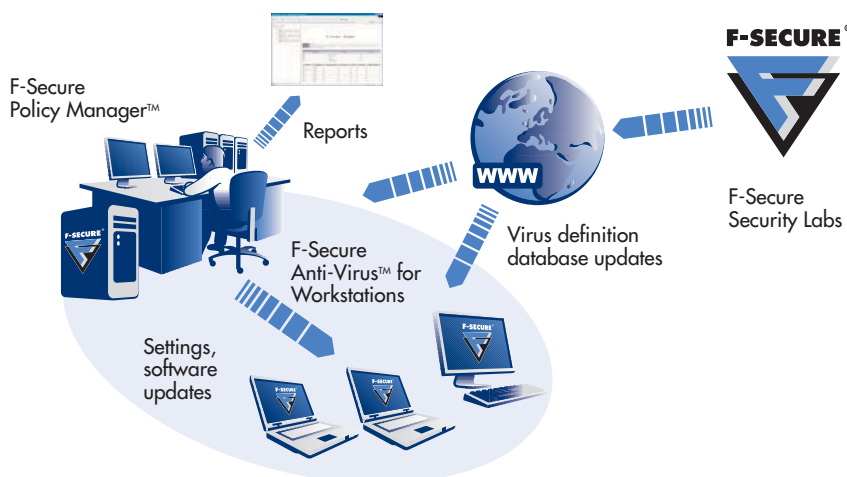 F-SECURE®
F-Secure
Policy Manager™
Reports
WWW
F-Secure
Security Labs
F-SECURE
F-Secure
Anti-Virus™ for
Workstations
Virus definition
database updates
Settings,
software
updates
F-SECURE
F-SECURE
F-SECURE